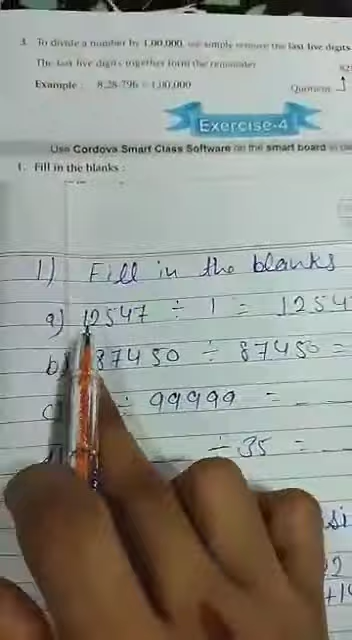 3. To divide a number by 1,00,000, we simply remove the last five digits
The last five digits together form the remainder.
Example : 8,28,796 ÷ 1,00,000
Quotient
Exercise-4
Use Cordova Smart Class Software on the smart board in
1. Fill in the blanks :
1) Fill in the blanks
a) 12547 ÷ 1 = 1254
b) 87450 ÷ 87450 =
÷ 99999 =
÷ 35 =